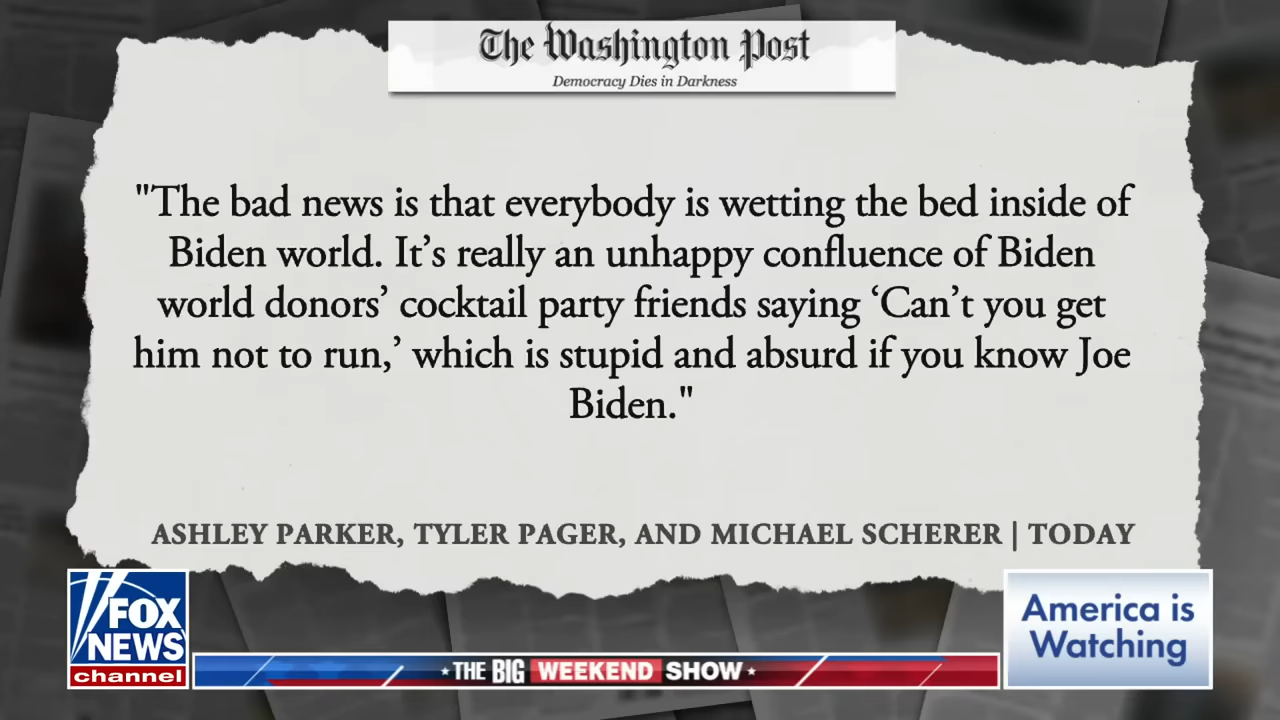 The Washington Post
Democracy Dies in Darkness
"The bad news is that everybody is wetting the bed inside of
Biden world. It’s really an unhappy confluence of Biden
world donors’ cocktail party friends saying ‘Can’t you get
him not to run,’ which is stupid and absurd if you know Joe
Biden."
ASHLEY PARKER, TYLER PAGER, AND MICHAEL SCHERER | TODAY
FOX
NEWS
channel
THE BIG WEEKEND SHOW
America is
Watching